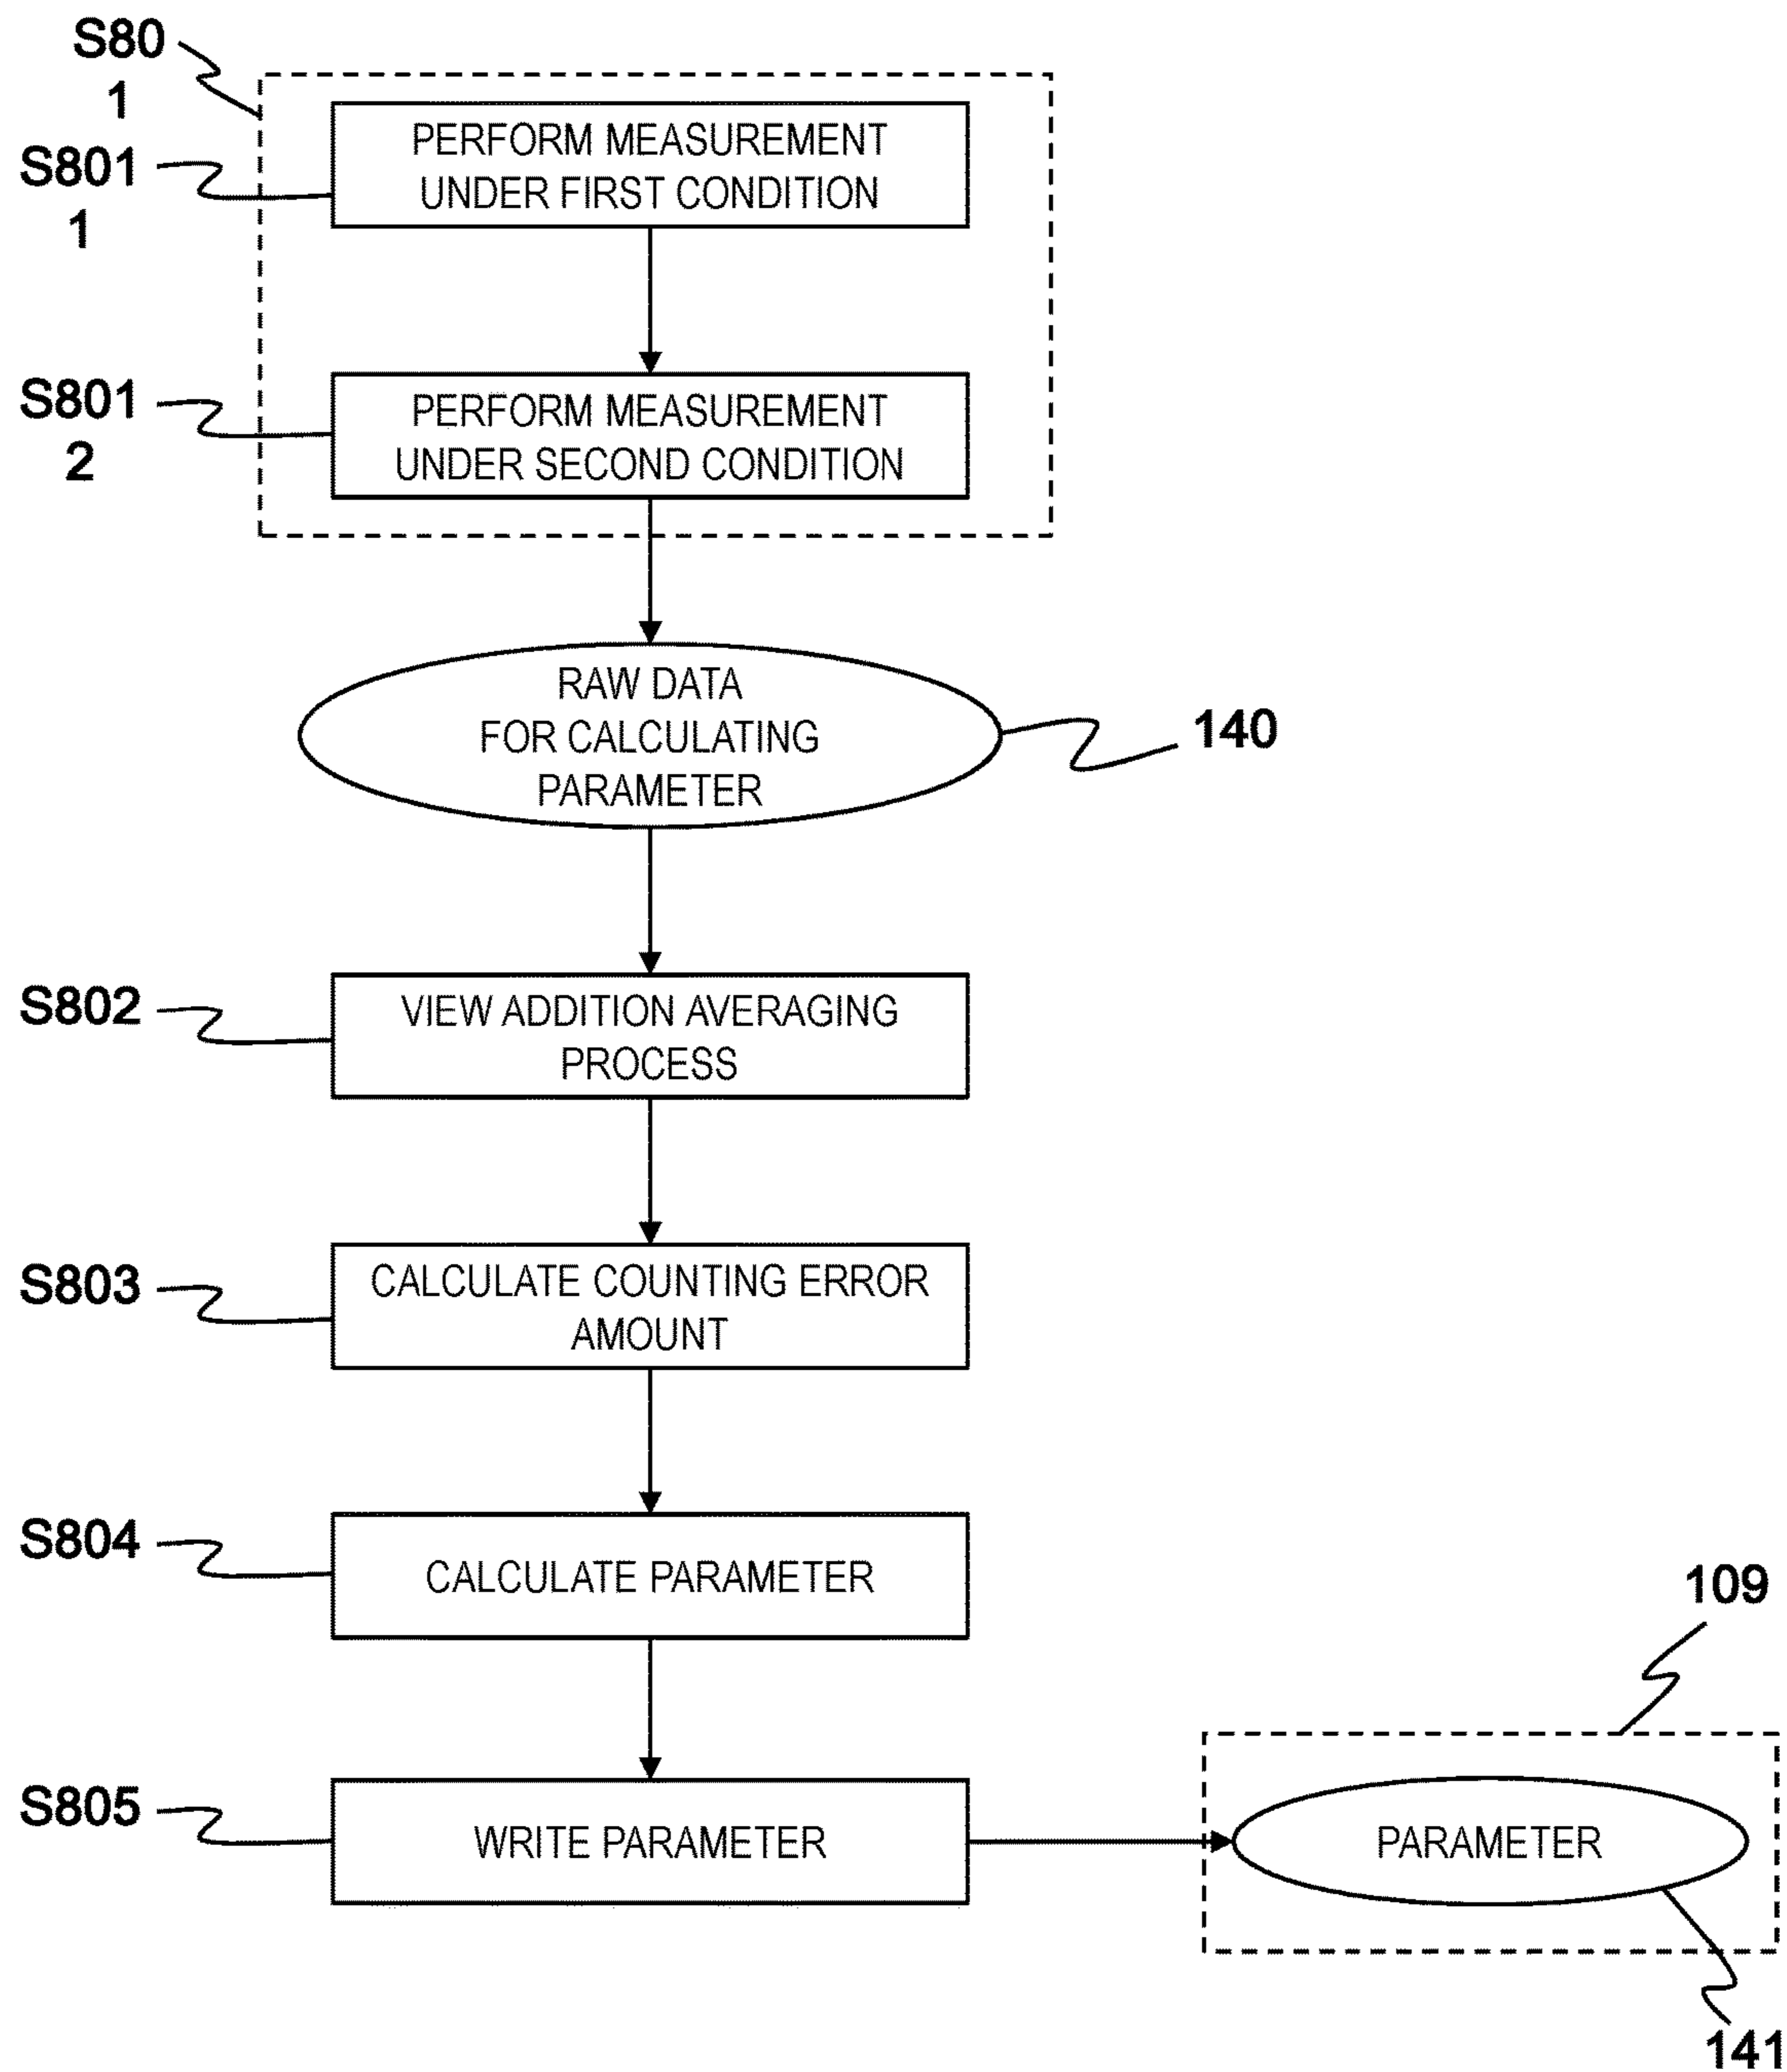 S80
1
PERFORM MEASUREMENT
UNDER FIRST CONDITION
S801
1
PERFORM MEASUREMENT
UNDER SECOND CONDITION
S801
2
RAW DATA
FOR CALCULATING
PARAMETER
140
S802
VIEW ADDITION AVERAGING
PROCESS
S803
CALCULATE COUNTING ERROR
AMOUNT
S804
CALCULATE PARAMETER
109
S805
WRITE PARAMETER
PARAMETER
141